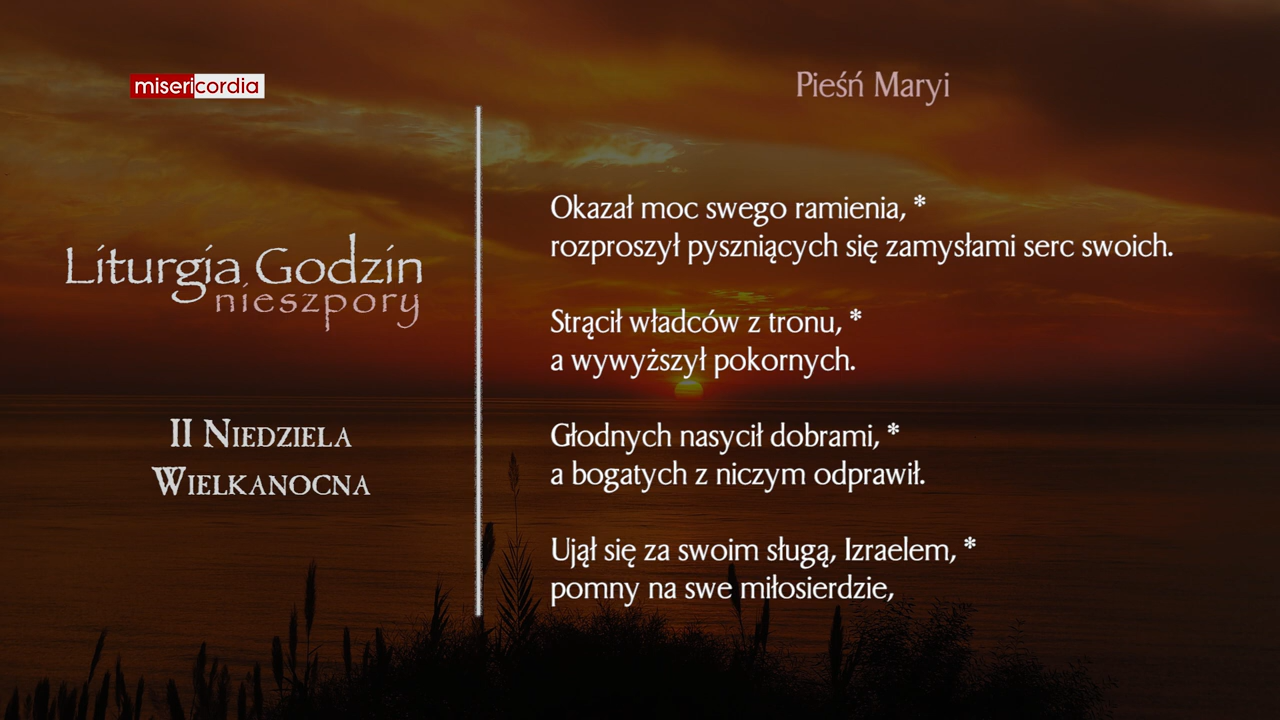 misericordia
Liturgia Godzin
nieszpory
II Niedziela
Wielkanocna
Pieśń Maryi
Okazał moc swego ramienia, *
rozproszył pyszniących się zamysłami serc swoich.
Strącił władców z tronu, *
a wywyższył pokornych.
Głodnych nasycił dobrami, *
a bogatych z niczym odprawił.
Ujął się za swoim sługą, Izraelem, *
pomny na swe miłosierdzie,